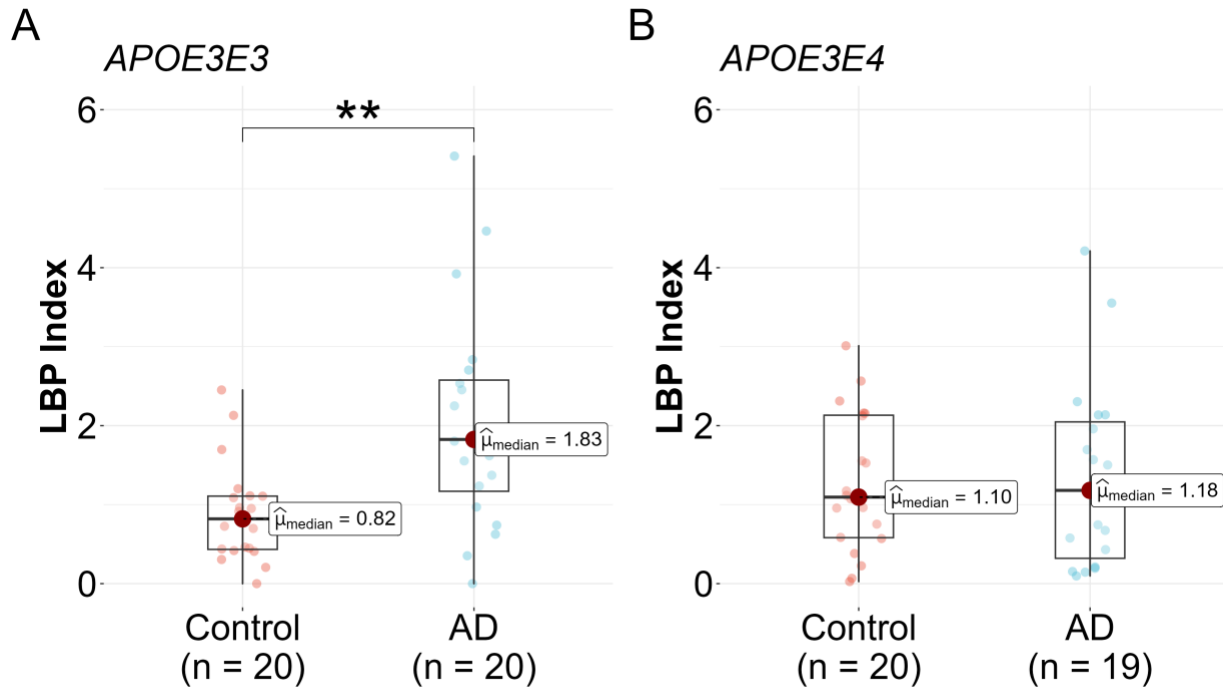 A
APOE3E3
LBP Index
6
4
2
0
**
μ̂median = 0.82
μ̂median = 1.83
Control
(n = 20)
AD
(n = 20)
B
APOE3E4
LBP Index
6
4
2
0
μ̂median = 1.10
μ̂median = 1.18
Control
(n = 20)
AD
(n = 19)